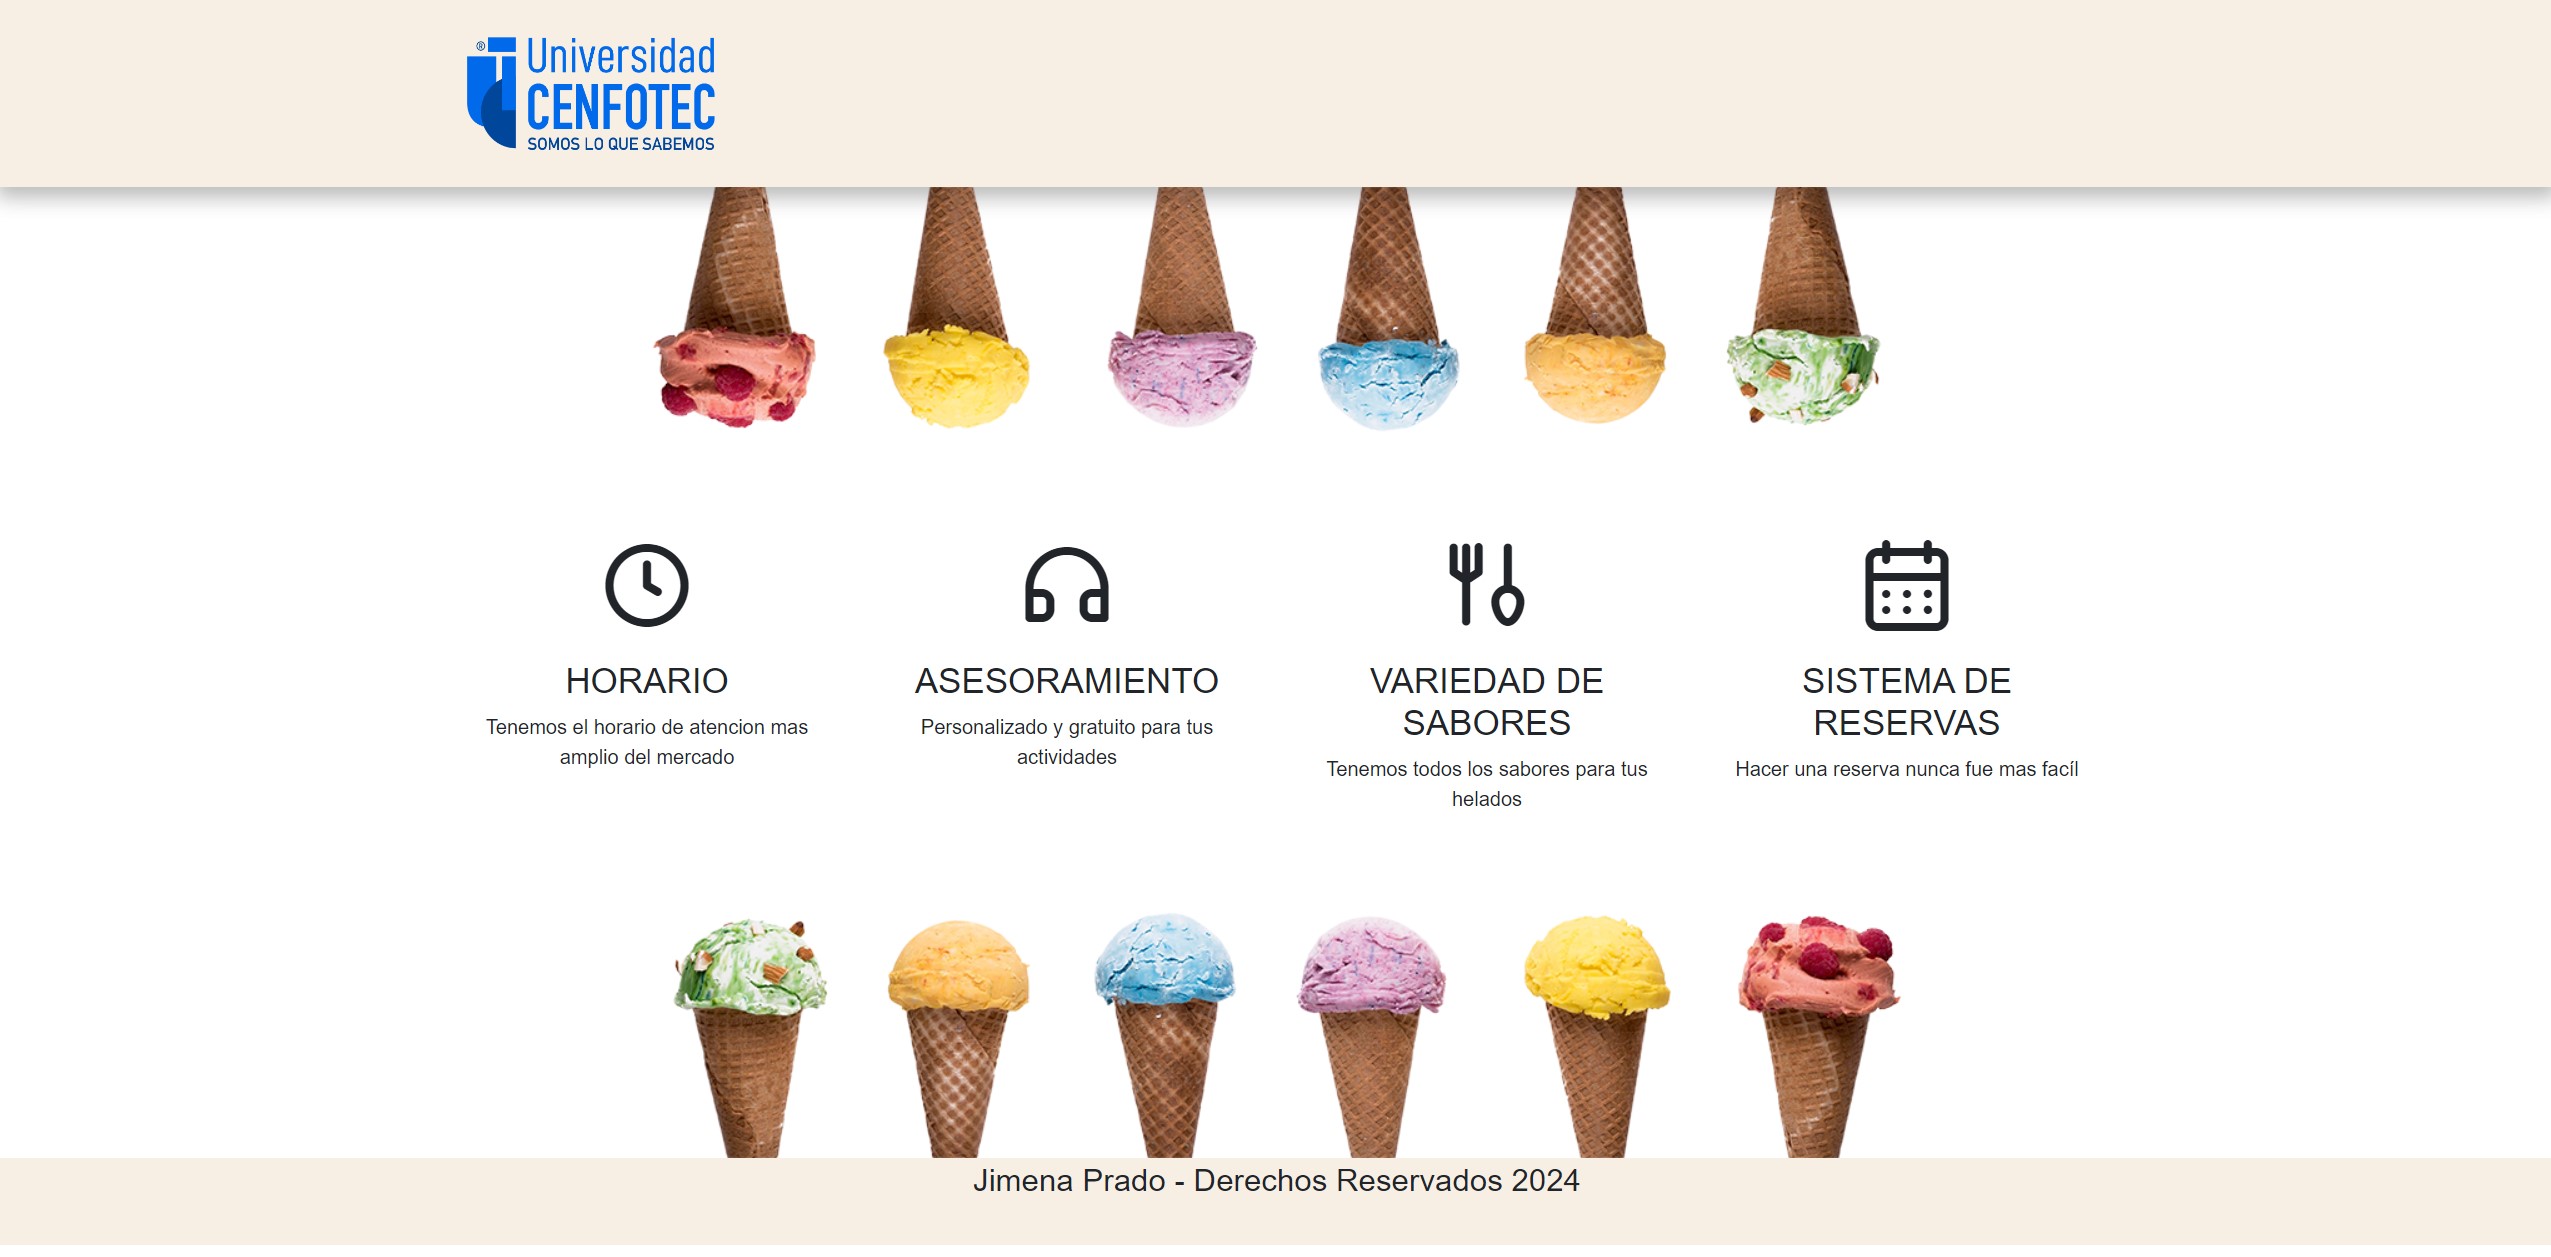 ®
Universidad
CENFOTEC
SOMOS LO QUE SABEMOS
HORARIO
Tenemos el horario de atencion mas
amplio del mercado
ASESORAMIENTO
Personalizado y gratuito para tus
actividades
VARIEDAD DE
SABORES
Tenemos todos los sabores para tus
helados
SISTEMA DE
RESERVAS
Hacer una reserva nunca fue mas facíl
Jimena Prado - Derechos Reservados 2024